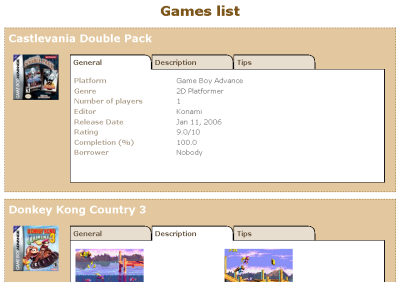 Games list
Castlevania Double Pack
General Description Tips
Platform Game Boy Advance
Genre 2D Platformer
Number of players 1
Editor Konami
Release Date Jan 11, 2006
Rating 9.0/10
Completion (%) 100.0
Borrower Nobody
Donkey Kong Country 3
General Description Tips